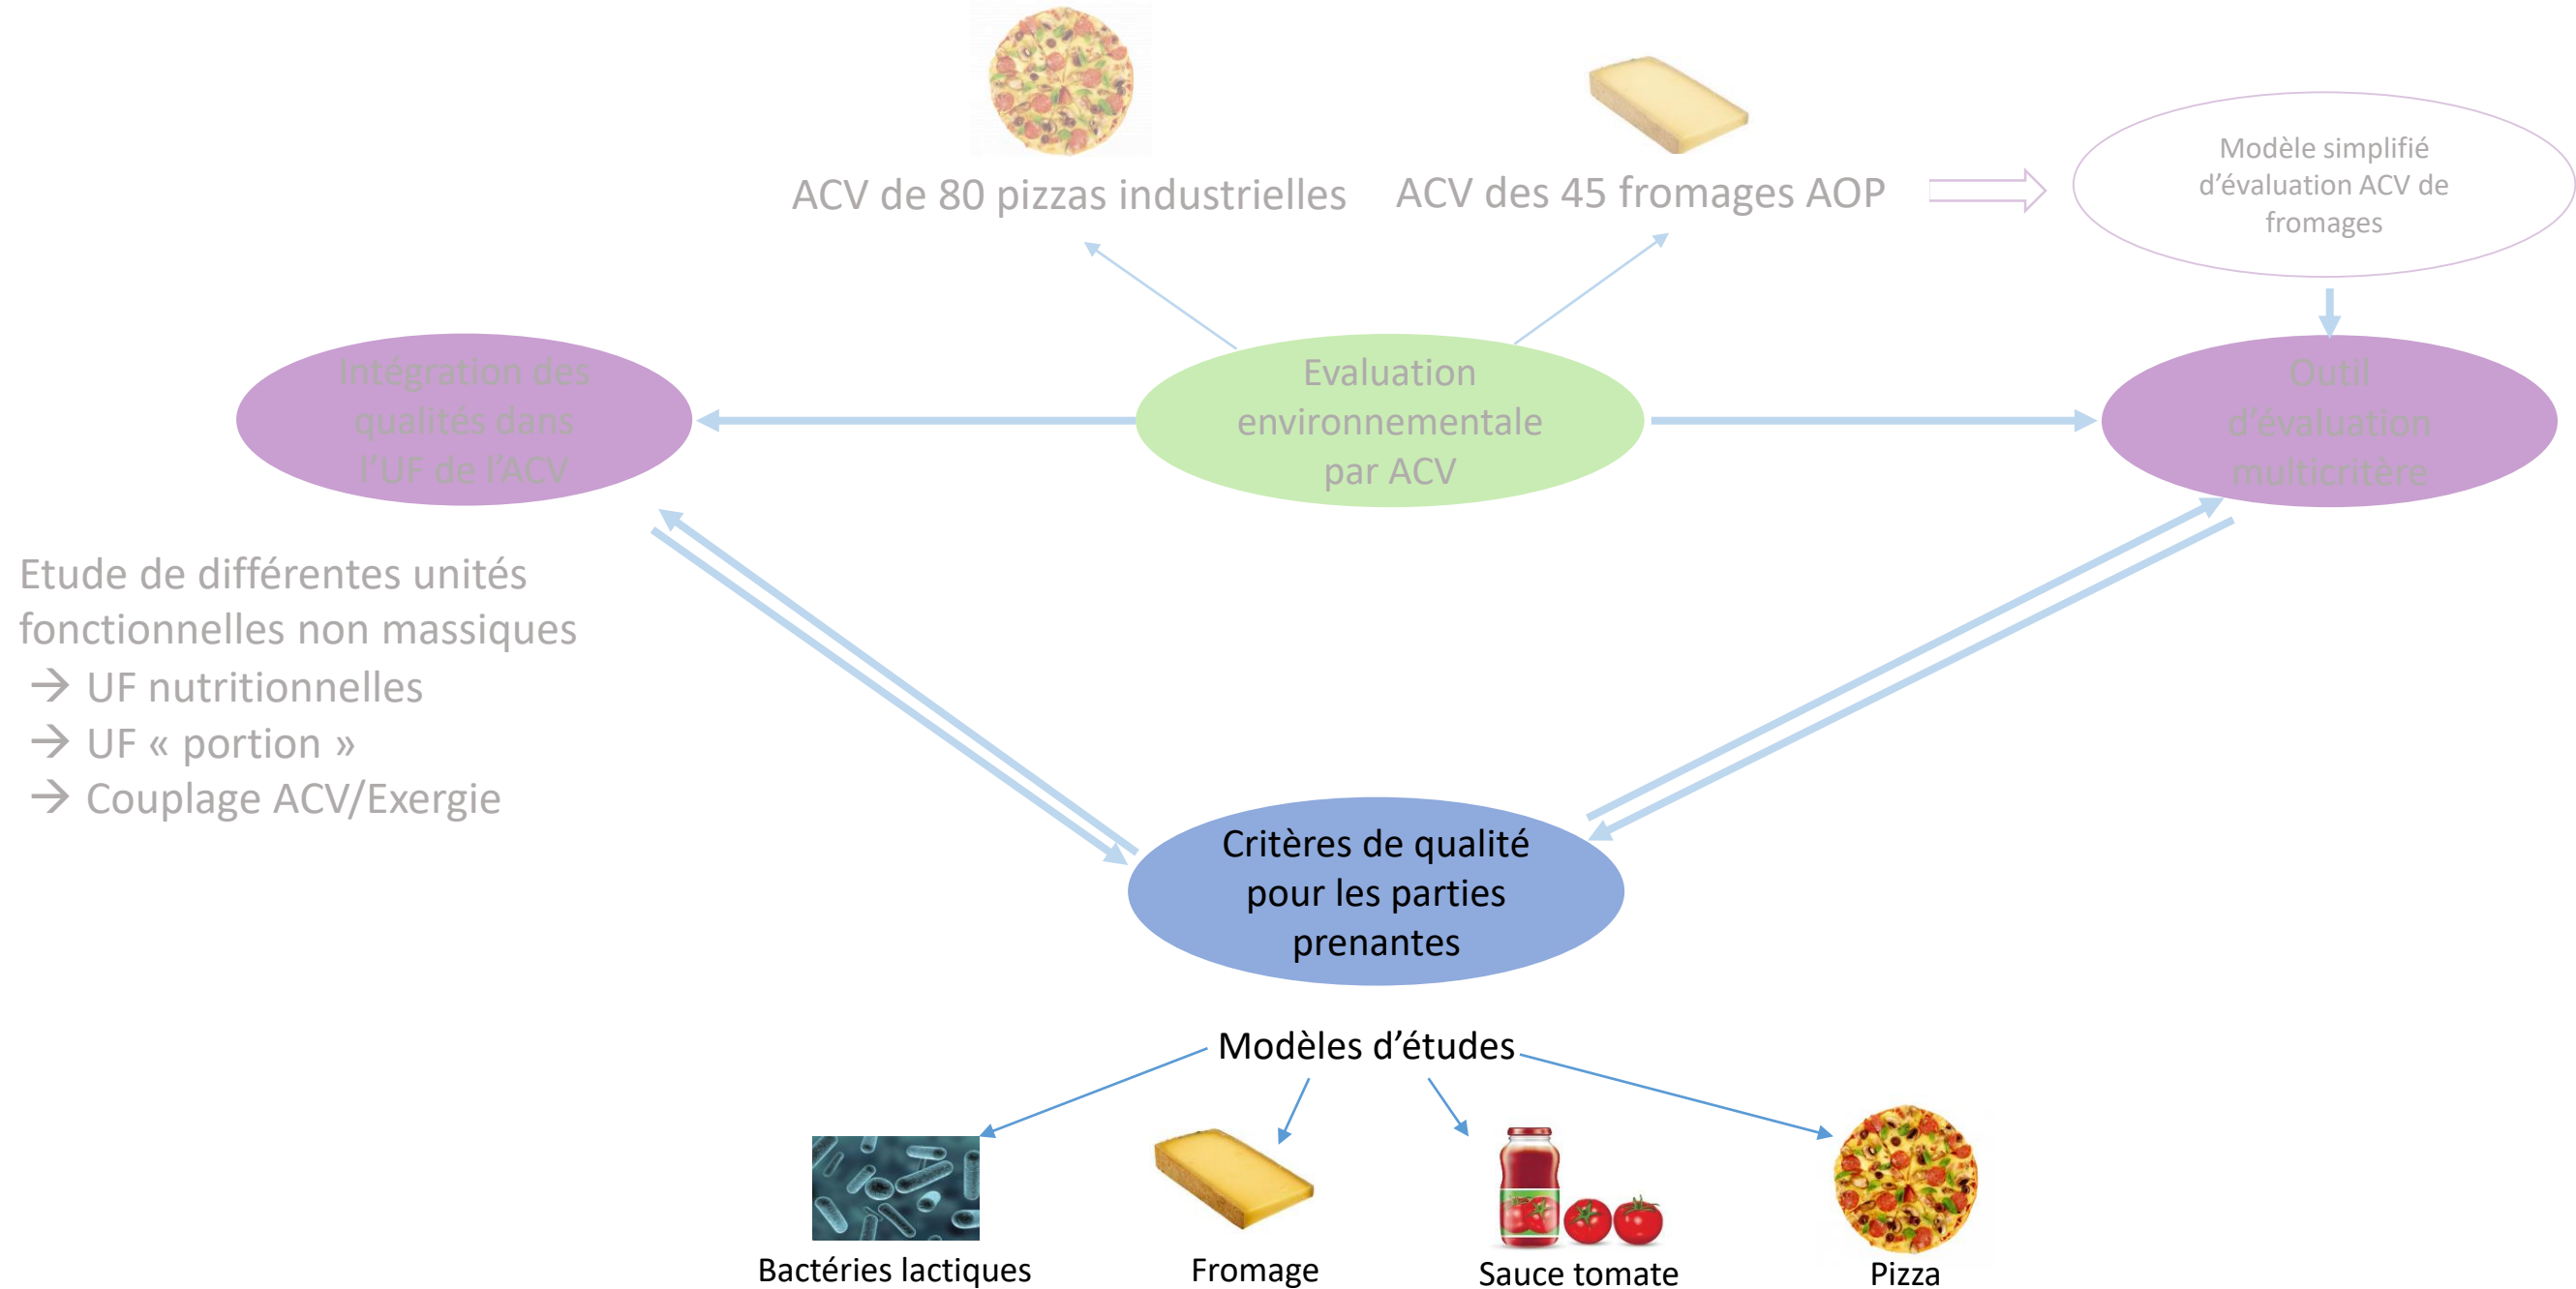 ACV de 80 pizzas industrielles
ACV des 45 fromages AOP
Modèle simplifié
d'évaluation ACV de
fromages
Intégration des
qualités dans
l'UF de l'ACV
Evaluation
environnementale
par ACV
Outil
d'évaluation
multicritère
Etude de différentes unités
fonctionnelles non massiques
→ UF nutritionnelles
→ UF « portion »
→ Couplage ACV/Exergie
Critères de qualité
pour les parties
prenantes
Modèles d'études
Bactéries lactiques
Fromage
Sauce tomate
Pizza